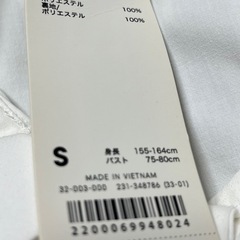 ポリエステル
100%
裏地/
ポリエステル 100%
S
身長 155-164cm
バスト 75-80cm
MADE IN VIETNAM
32-003-000 231-348786 (33-01)
2200069948024